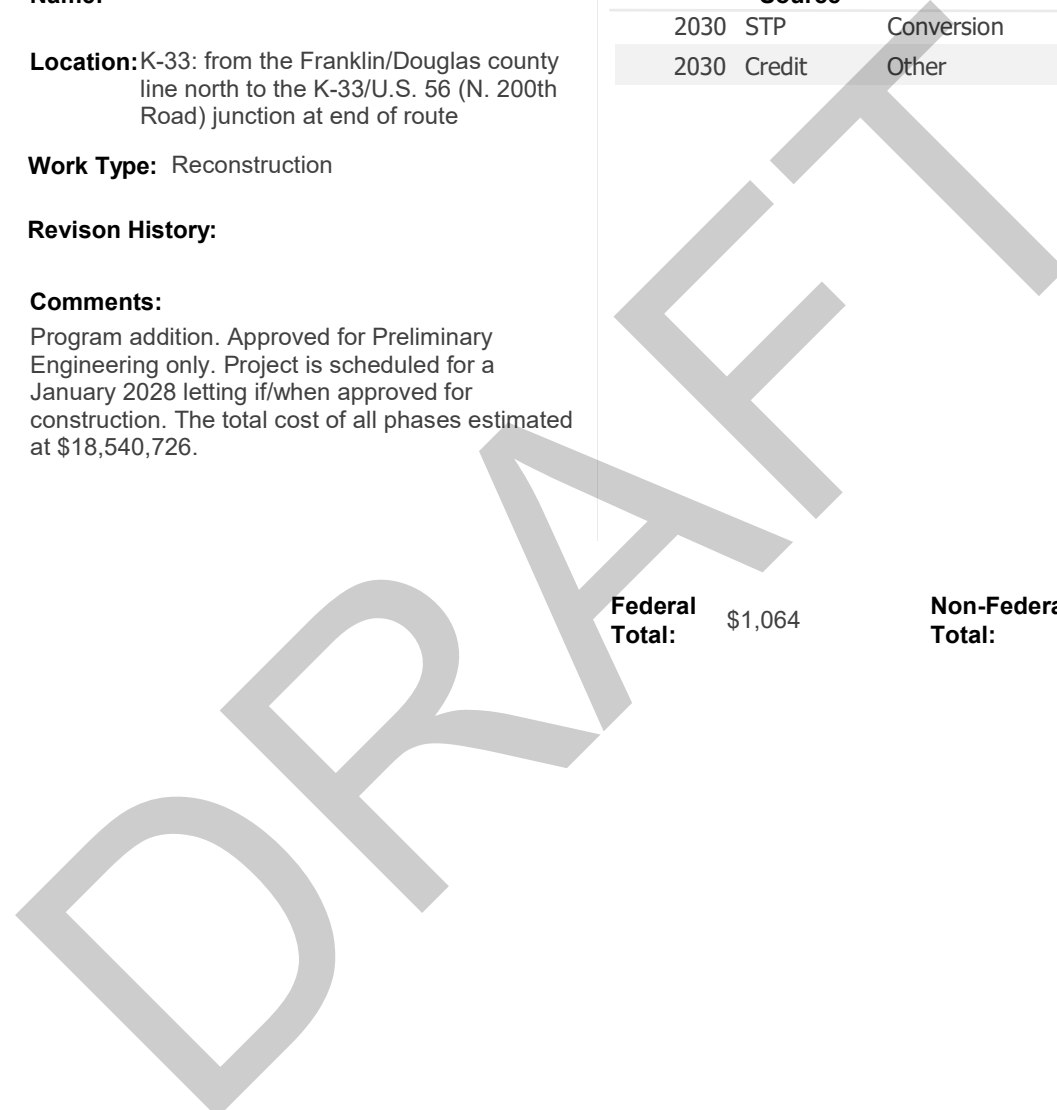 Name:
Source
2030 STP Conversion
2030 Credit Other
Location: K-33: from the Franklin/Douglas county
line north to the K-33/U.S. 56 (N. 200th
Road) junction at end of route
Work Type: Reconstruction
Revison History:
Comments:
Program addition. Approved for Preliminary
Engineering only. Project is scheduled for a
January 2028 letting if/when approved for
construction. The total cost of all phases estimated
at $18,540,726.
Federal
Total: $1,064
Non-Federa
Total:
DRAFT